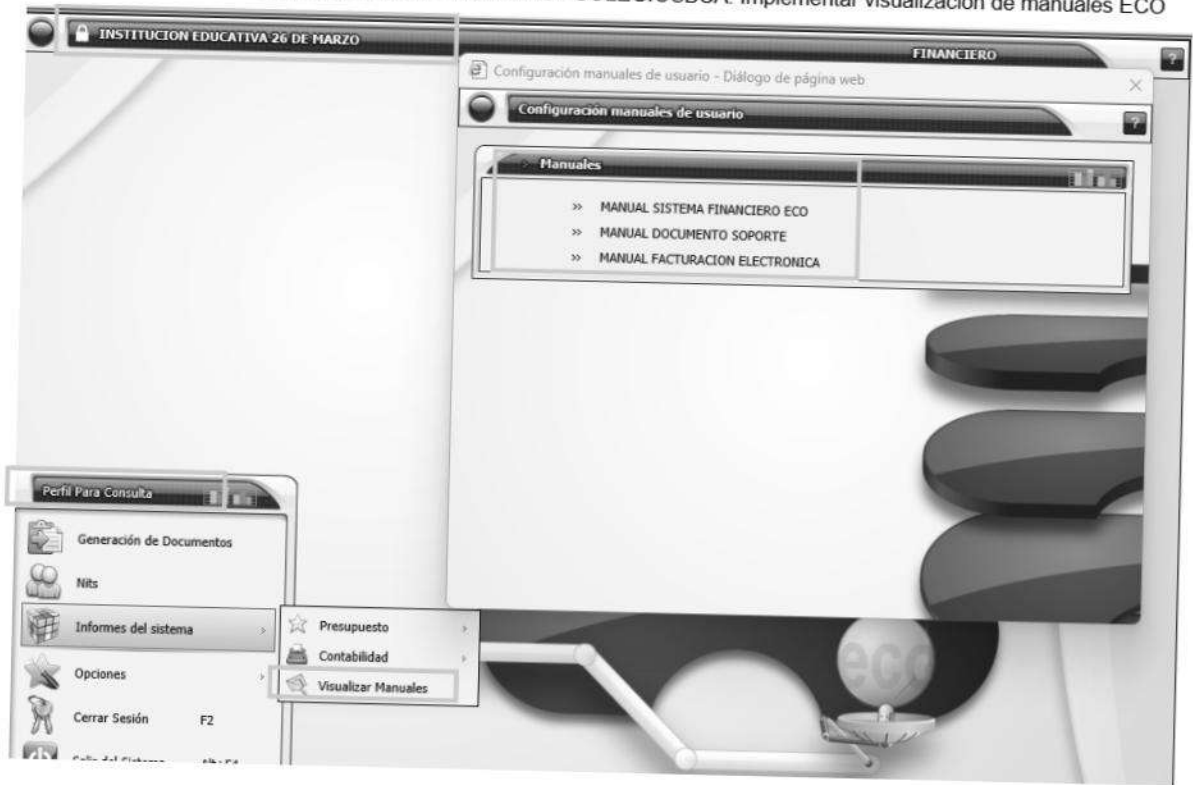 Implementar visualización de manuales ECO
INSTITUCION EDUCATIVA 26 DE MARZO
FINANCIERO
?
Configuración manuales de usuario - Diálogo de página web
Configuración manuales de usuario
?
Manuales
» MANUAL SISTEMA FINANCIERO ECO
» MANUAL DOCUMENTO SOPORTE
» MANUAL FACTURACION ELECTRONICA
Perfil Para Consulta
Generación de Documentos
Nits
Informes del sistema
Presupuesto
Contabilidad
Visualizar Manuales
Opciones
Cerrar Sesión F2
eco